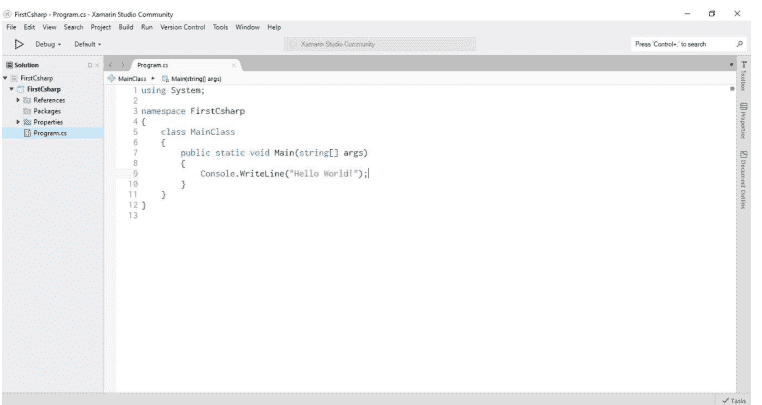 FirstCsharp - Program.cs - Xamarin Studio Community
File Edit View Search Project Build Run Version Control Tools Window Help
Debug Default Xamarin Studio Community Press 'Control+,' to search
Solution
FirstCsharp
FirstCsharp
References
Packages
Properties
Program.cs
Program.cs
MainClass Main(string[] args)
1 using System;
2
3 namespace FirstCsharp
4 {
5 class MainClass
6 {
7 public static void Main(string[] args)
8 {
9 Console.WriteLine("Hello World!");
10 }
11 }
12 }
13
Toolbox
Properties
Document Outline
Tasks